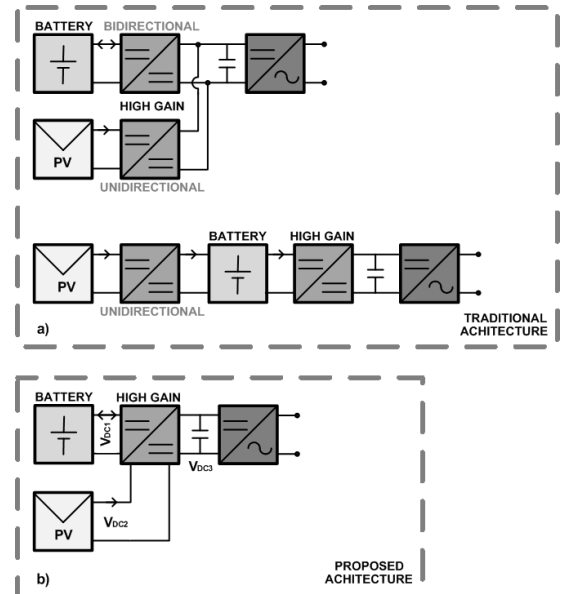 BATTERY BIDIRECTIONAL
HIGH GAIN
PV
UNIDIRECTIONAL
BATTERY HIGH GAIN
PV
UNIDIRECTIONAL
a)
TRADITIONAL
ACHITECTURE
BATTERY HIGH GAIN
VDC1
VDC3
PV
VDC2
b)
PROPOSED
ACHITECTURE